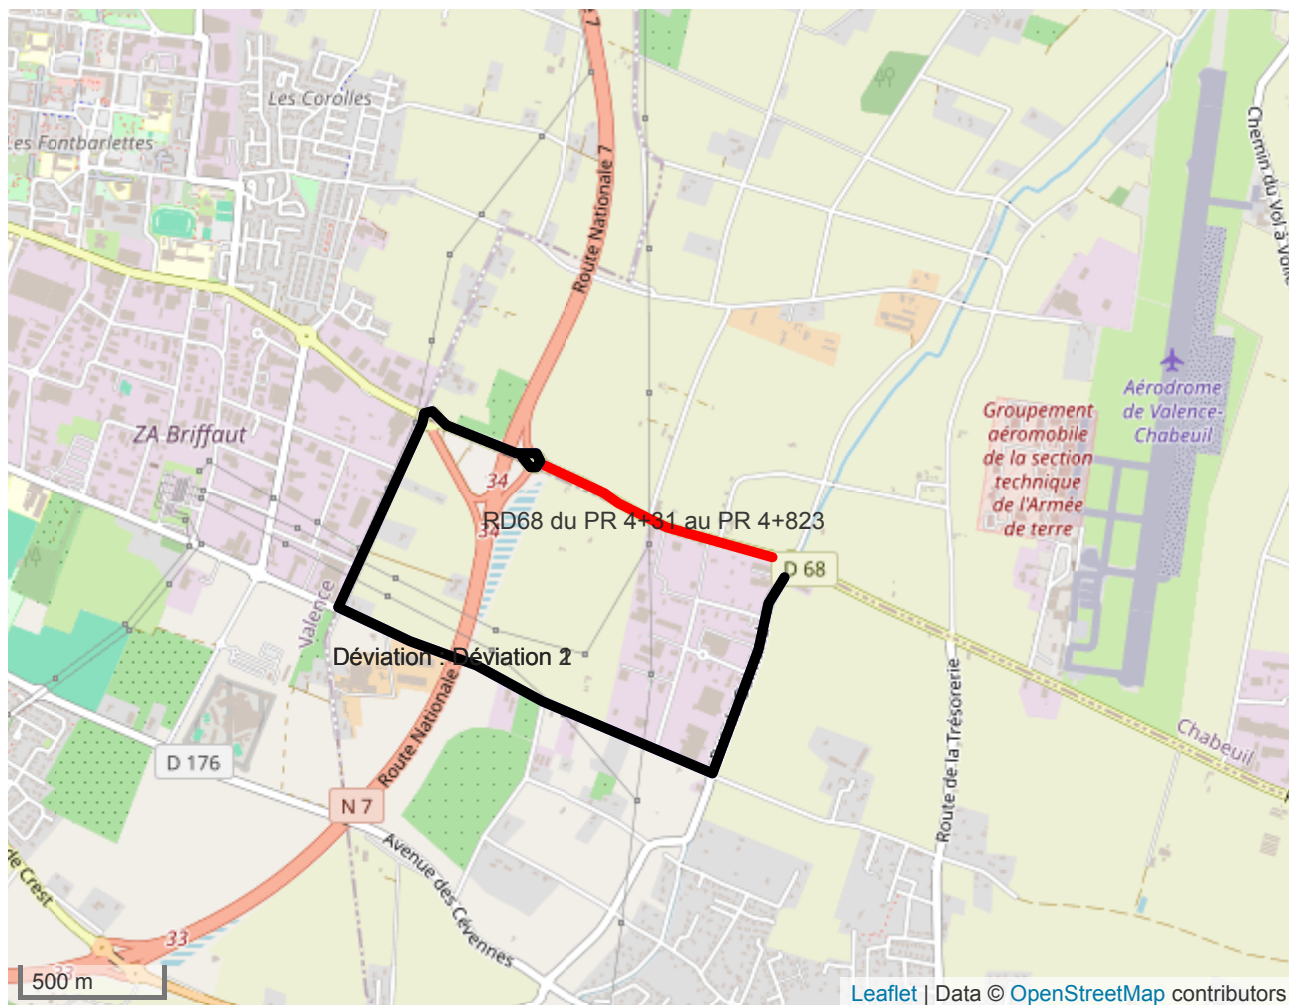 7
Les Corolles
Les Fontbarlettes
Route Nationale 7
Chemin du Vol à Voile
Aérodrome
de Valence-
Chabeuil
ZA Briffaut
Groupement
aéromobile
de la section
technique
de l'Armée
de terre
34
RD68 du PR 4+31 au PR 4+823
34
D 68
Valence
Déviation : Déviation
Route Nationale
Route de la Trésorerie
Chabeuil
D 176
N 7
Avenue des Cévennes
de Crest
33
33
500 m
Leaflet | Data © OpenStreetMap contributors